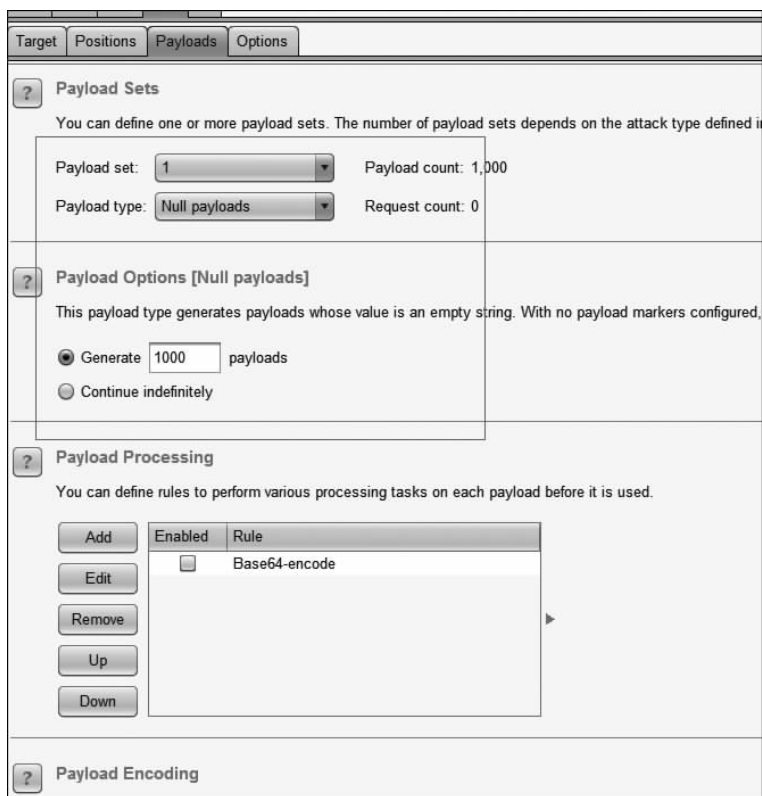 Target Positions Payloads Options
? Payload Sets
You can define one or more payload sets. The number of payload sets depends on the attack type defined
Payload set: 1 Payload count: 1,000
Payload type: Null payloads Request count: 0
? Payload Options [Null payloads]
This payload type generates payloads whose value is an empty string. With no payload markers configured,
Generate 1000 payloads
Continue indefinitely
? Payload Processing
You can define rules to perform various processing tasks on each payload before it is used.
Add Enabled Rule
Base64-encode
Edit
Remove
Up
Down
? Payload Encoding